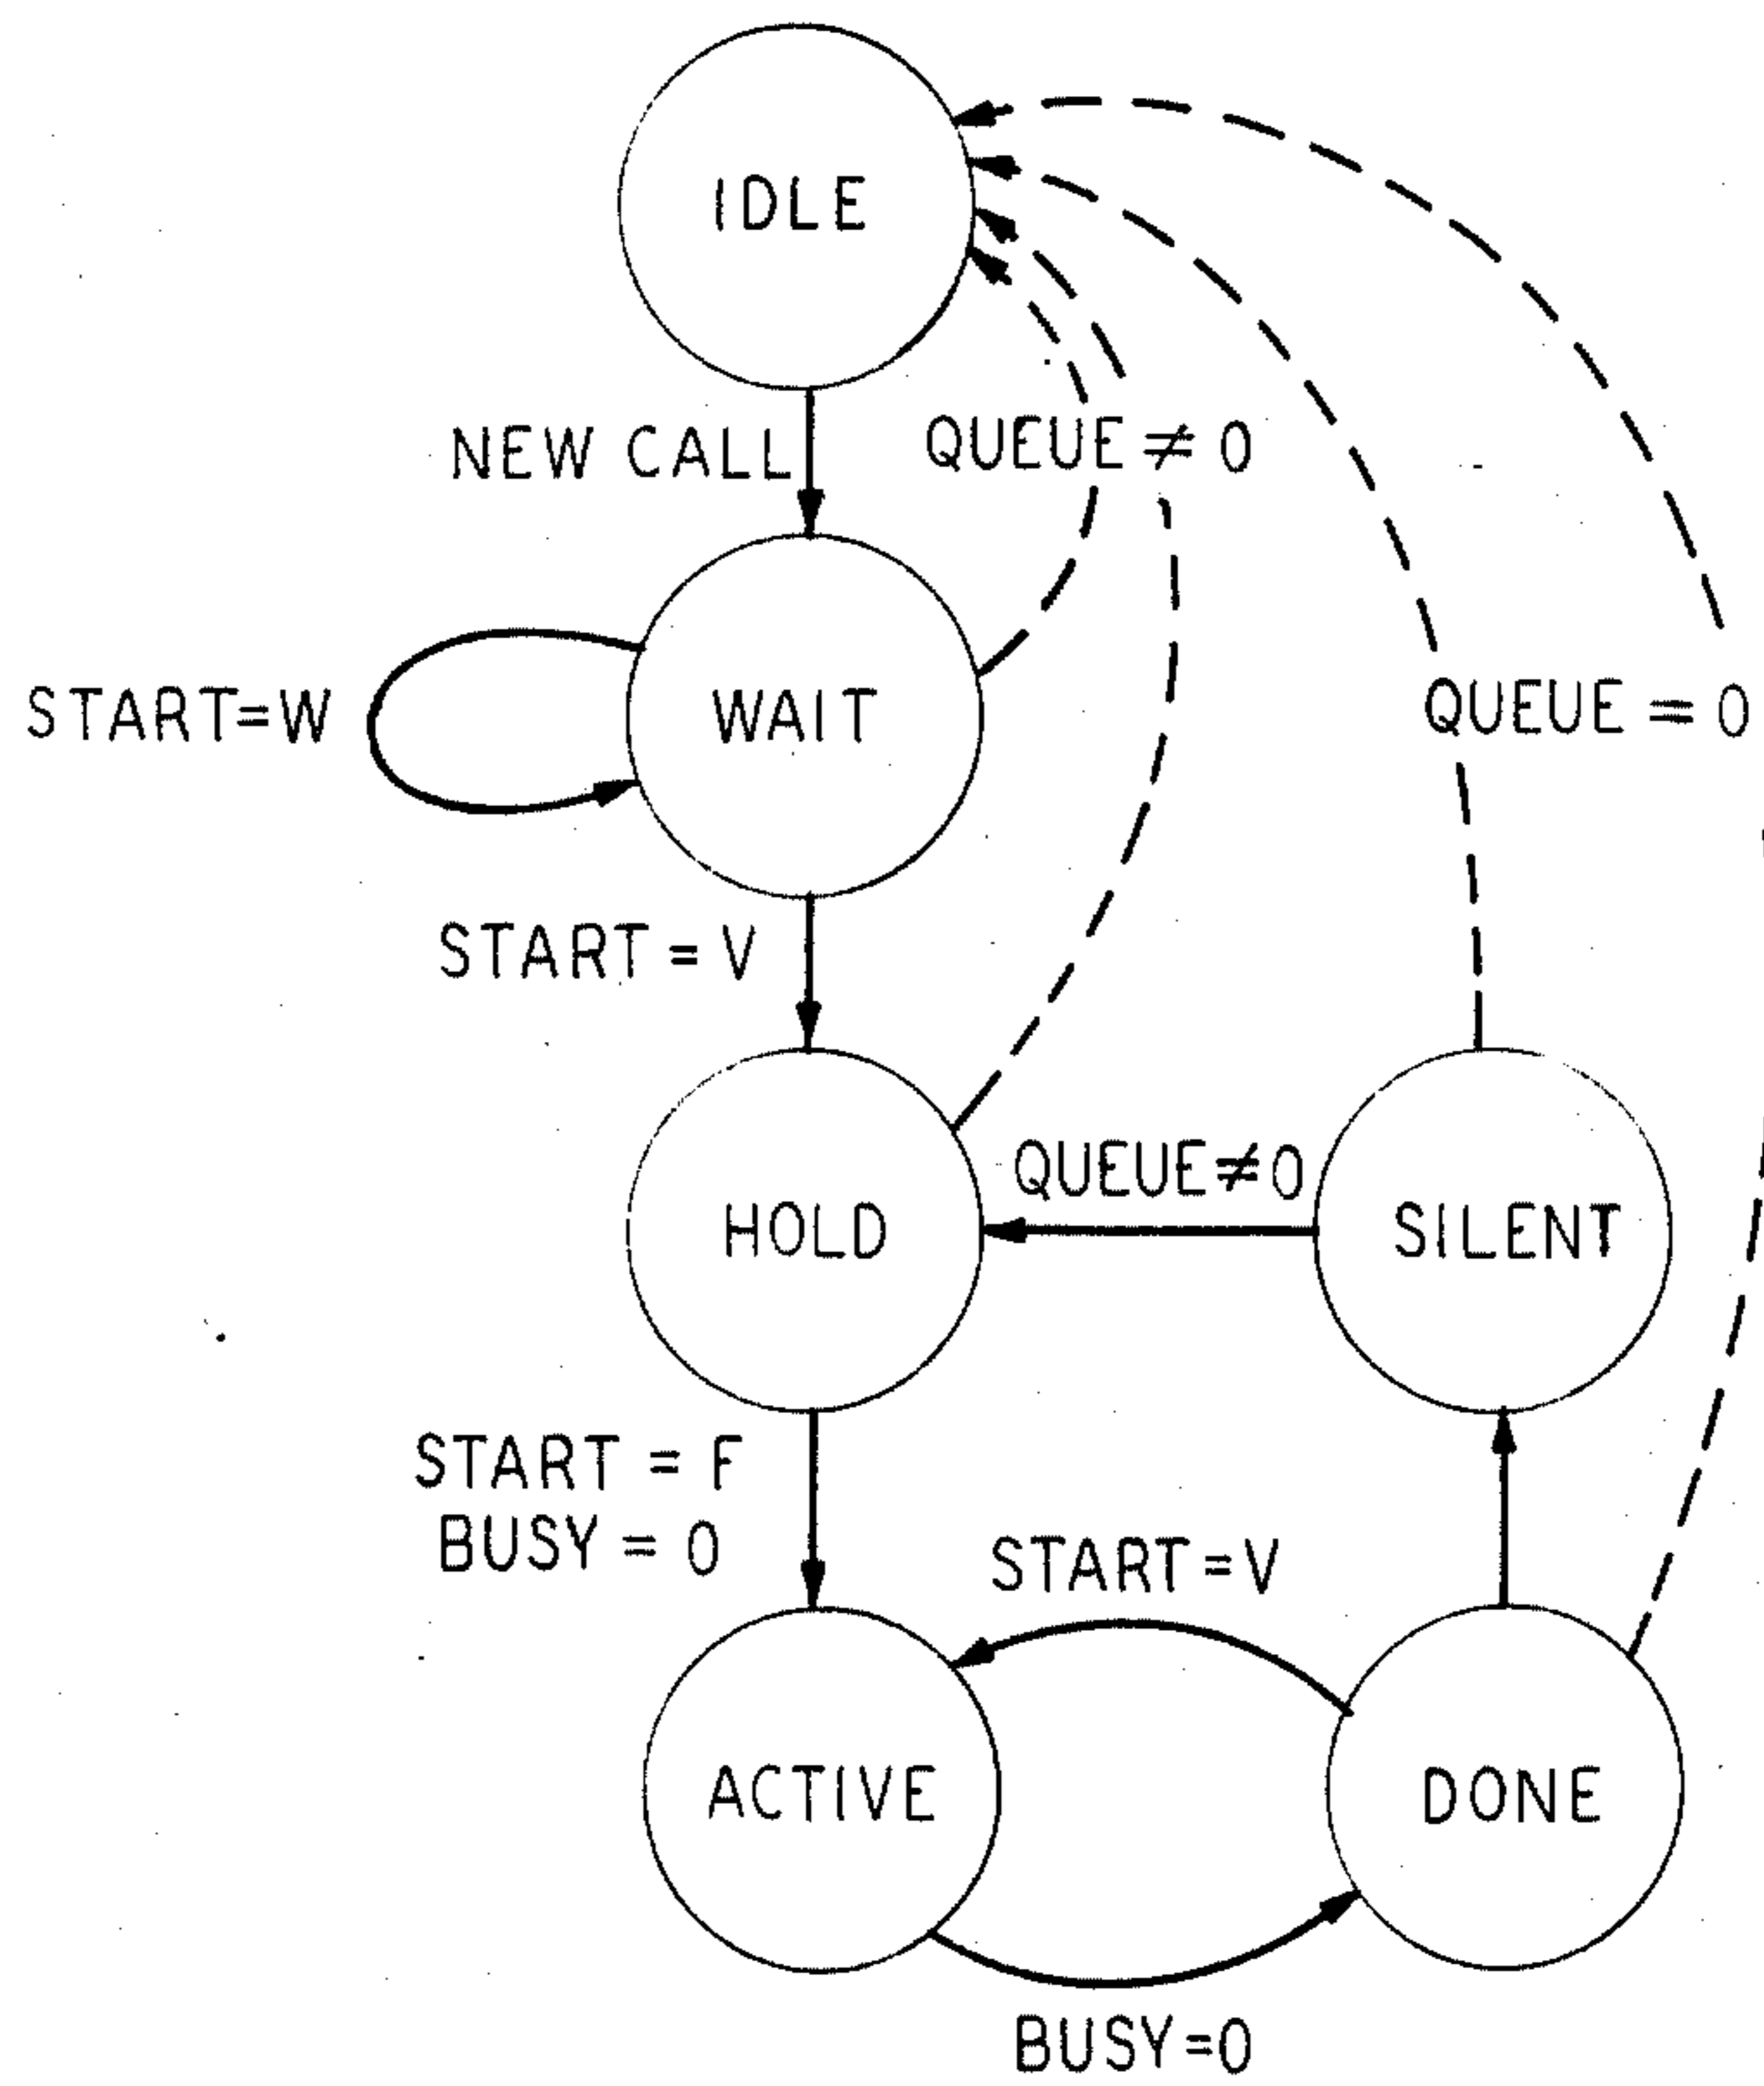 IDLE
NEW CALL
QUEUE ≠ 0
START=W
WAIT
QUEUE = 0
START = V
QUEUE≠0
HOLD
SILENT
START = F
BUSY = 0
START=V
ACTIVE
DONE
BUSY=0